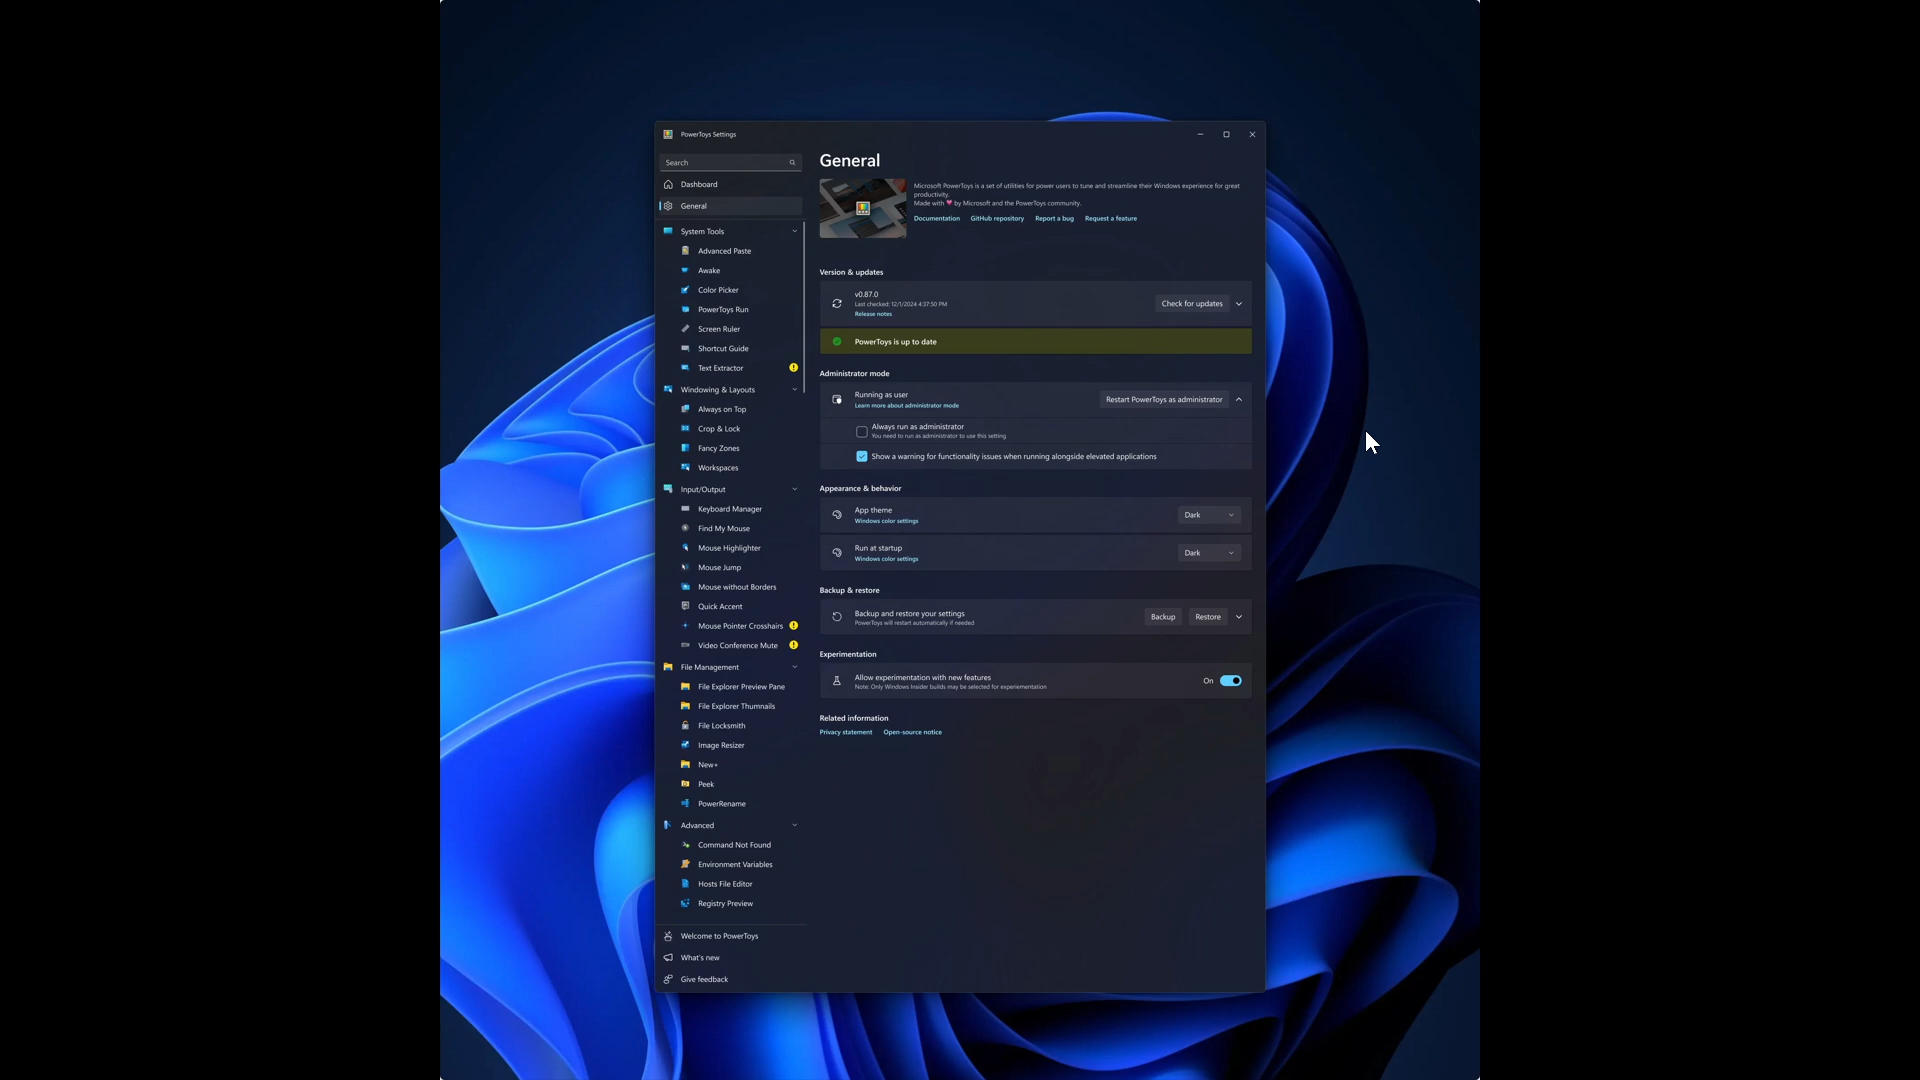 PowerToys Settings
Search
Dashboard
General
System Tools
Advanced Paste
Awake
Color Picker
PowerToys Run
Screen Ruler
Shortcut Guide
Text Extractor
Windowing & Layouts
Always on Top
Crop & Lock
Fancy Zones
Workspaces
Input/Output
Keyboard Manager
Find My Mouse
Mouse Highlighter
Mouse Jump
Mouse without Borders
Quick Accent
Mouse Pointer Crosshairs
Video Conference Mute
File Management
File Explorer Preview Pane
File Explorer Thumnails
File Locksmith
Image Resizer
New+
Peek
PowerRename
Advanced
Command Not Found
Environment Variables
Hosts File Editor
Registry Preview
Welcome to PowerToys
What's new
Give feedback
General
Microsoft PowerToys is a set of utilities for power users to tune and streamline their Windows experience for great
productivity.
Made with 💗 by Microsoft and the PowerToys community.
Documentation GitHub repository Report a bug Request a feature
Version & updates
v0.87.0
Last checked: 12/1/2024 4:37:50 PM
Release notes
Check for updates
PowerToys is up to date
Administrator mode
Running as user
Learn more about administrator mode
Restart PowerToys as administrator
Always run as administrator
You need to run as administrator to use this setting
Show a warning for functionality issues when running alongside elevated applications
Appearance & behavior
App theme
Windows color settings
Dark
Run at startup
Windows color settings
Dark
Backup & restore
Backup and restore your settings
PowerToys will restart automatically if needed
Backup Restore
Experimentation
Allow experimentation with new features
Note: Only Windows Insider builds may be selected for experiementation
On
Related information
Privacy statement Open-source notice